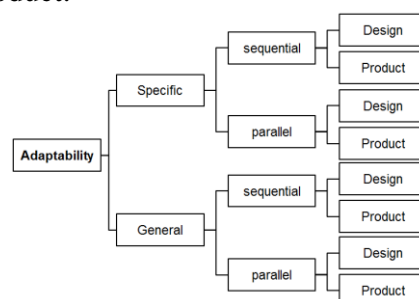 Design
sequential
Product
Specific
Design
parallel
Product
Adaptability
Design
sequential
Product
General
Design
parallel
Product